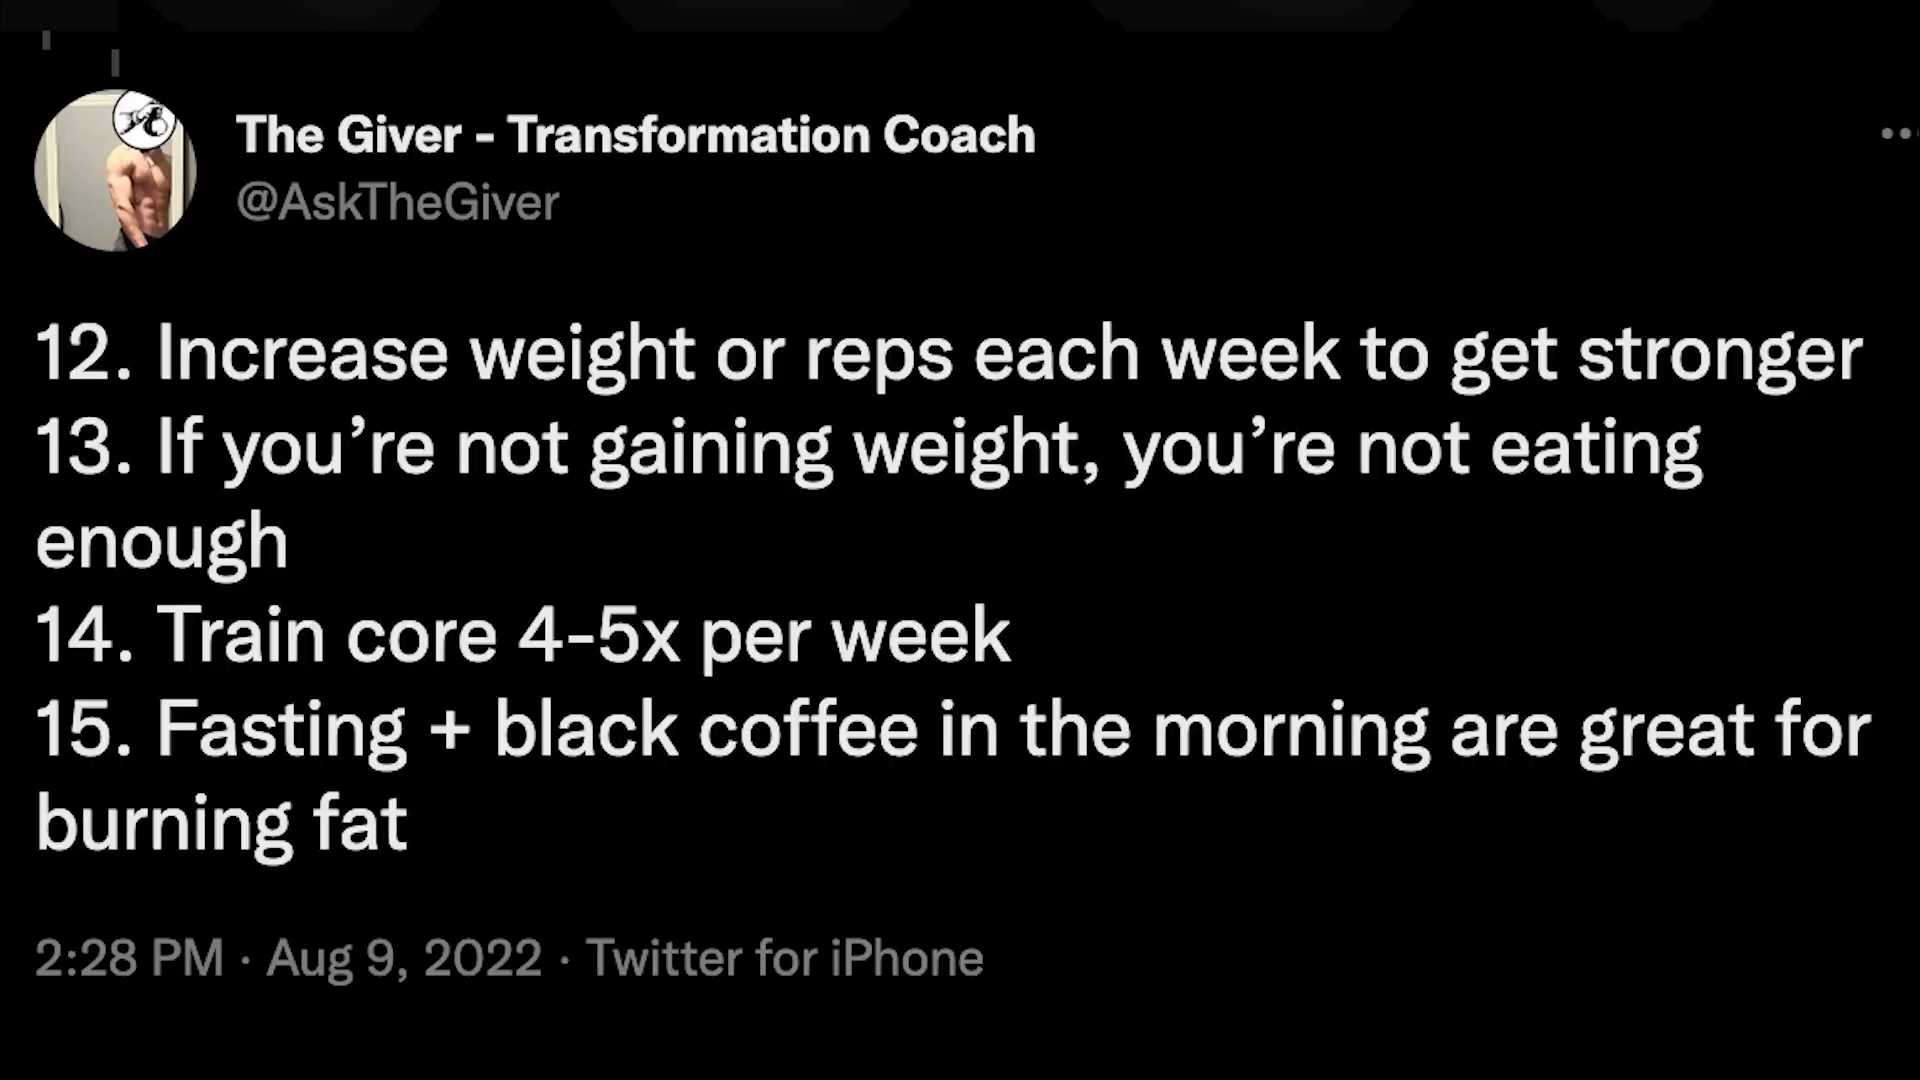 The Giver - Transformation Coach
@AskTheGiver
12. Increase weight or reps each week to get stronger
13. If you’re not gaining weight, you’re not eating
enough
14. Train core 4-5x per week
15. Fasting + black coffee in the morning are great for
burning fat
2:28 PM · Aug 9, 2022 · Twitter for iPhone